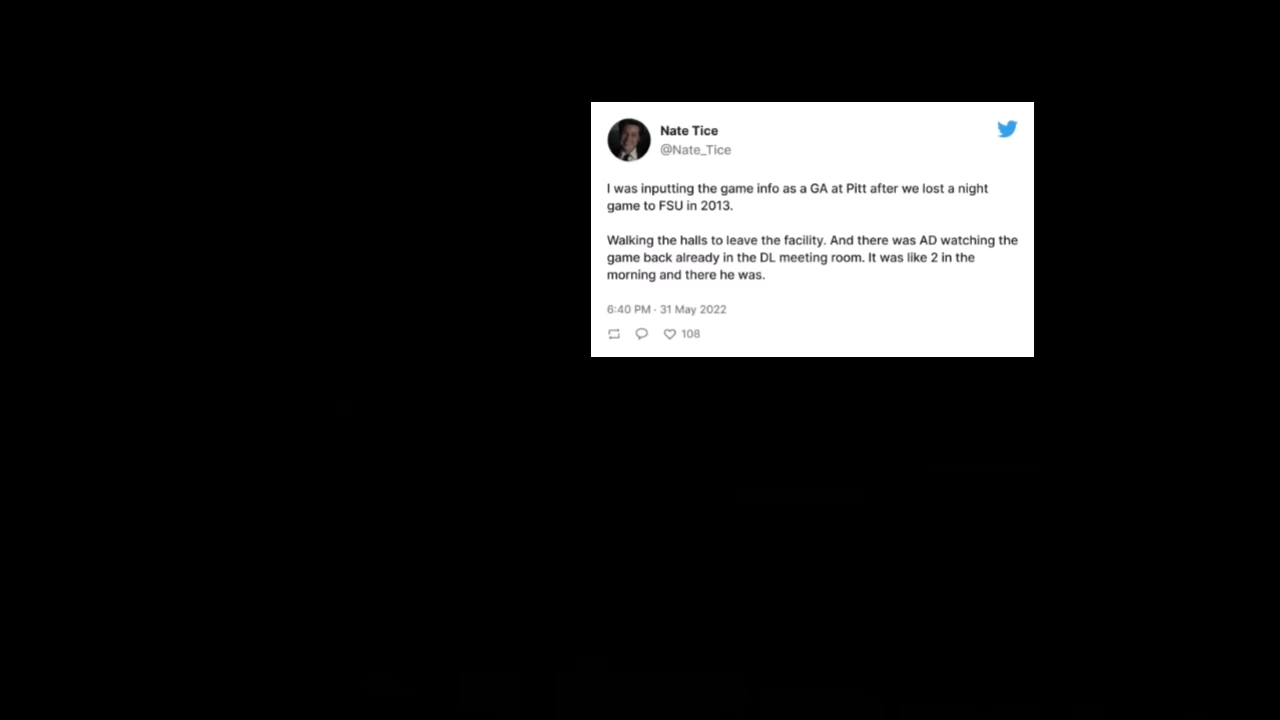 Nate Tice
@Nate_Tice
I was inputting the game info as a GA at Pitt after we lost a night
game to FSU in 2013.
Walking the halls to leave the facility. And there was AD watching the
game back already in the DL meeting room. It was like 2 in the
morning and there he was.
6:40 PM · 31 May 2022
108